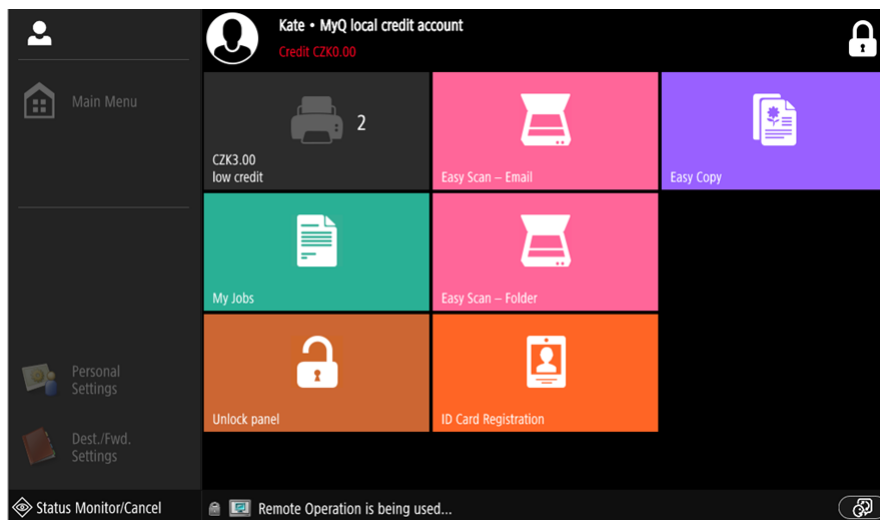 Kate • MyQ local credit account
Credit CZK0.00
Main Menu
2
CZK3.00
low credit
Easy Scan – Email
Easy Copy
My Jobs
Easy Scan – Folder
Personal
Settings
Unlock panel
ID Card Registration
Dest./Fwd.
Settings
Status Monitor/Cancel
Remote Operation is being used...